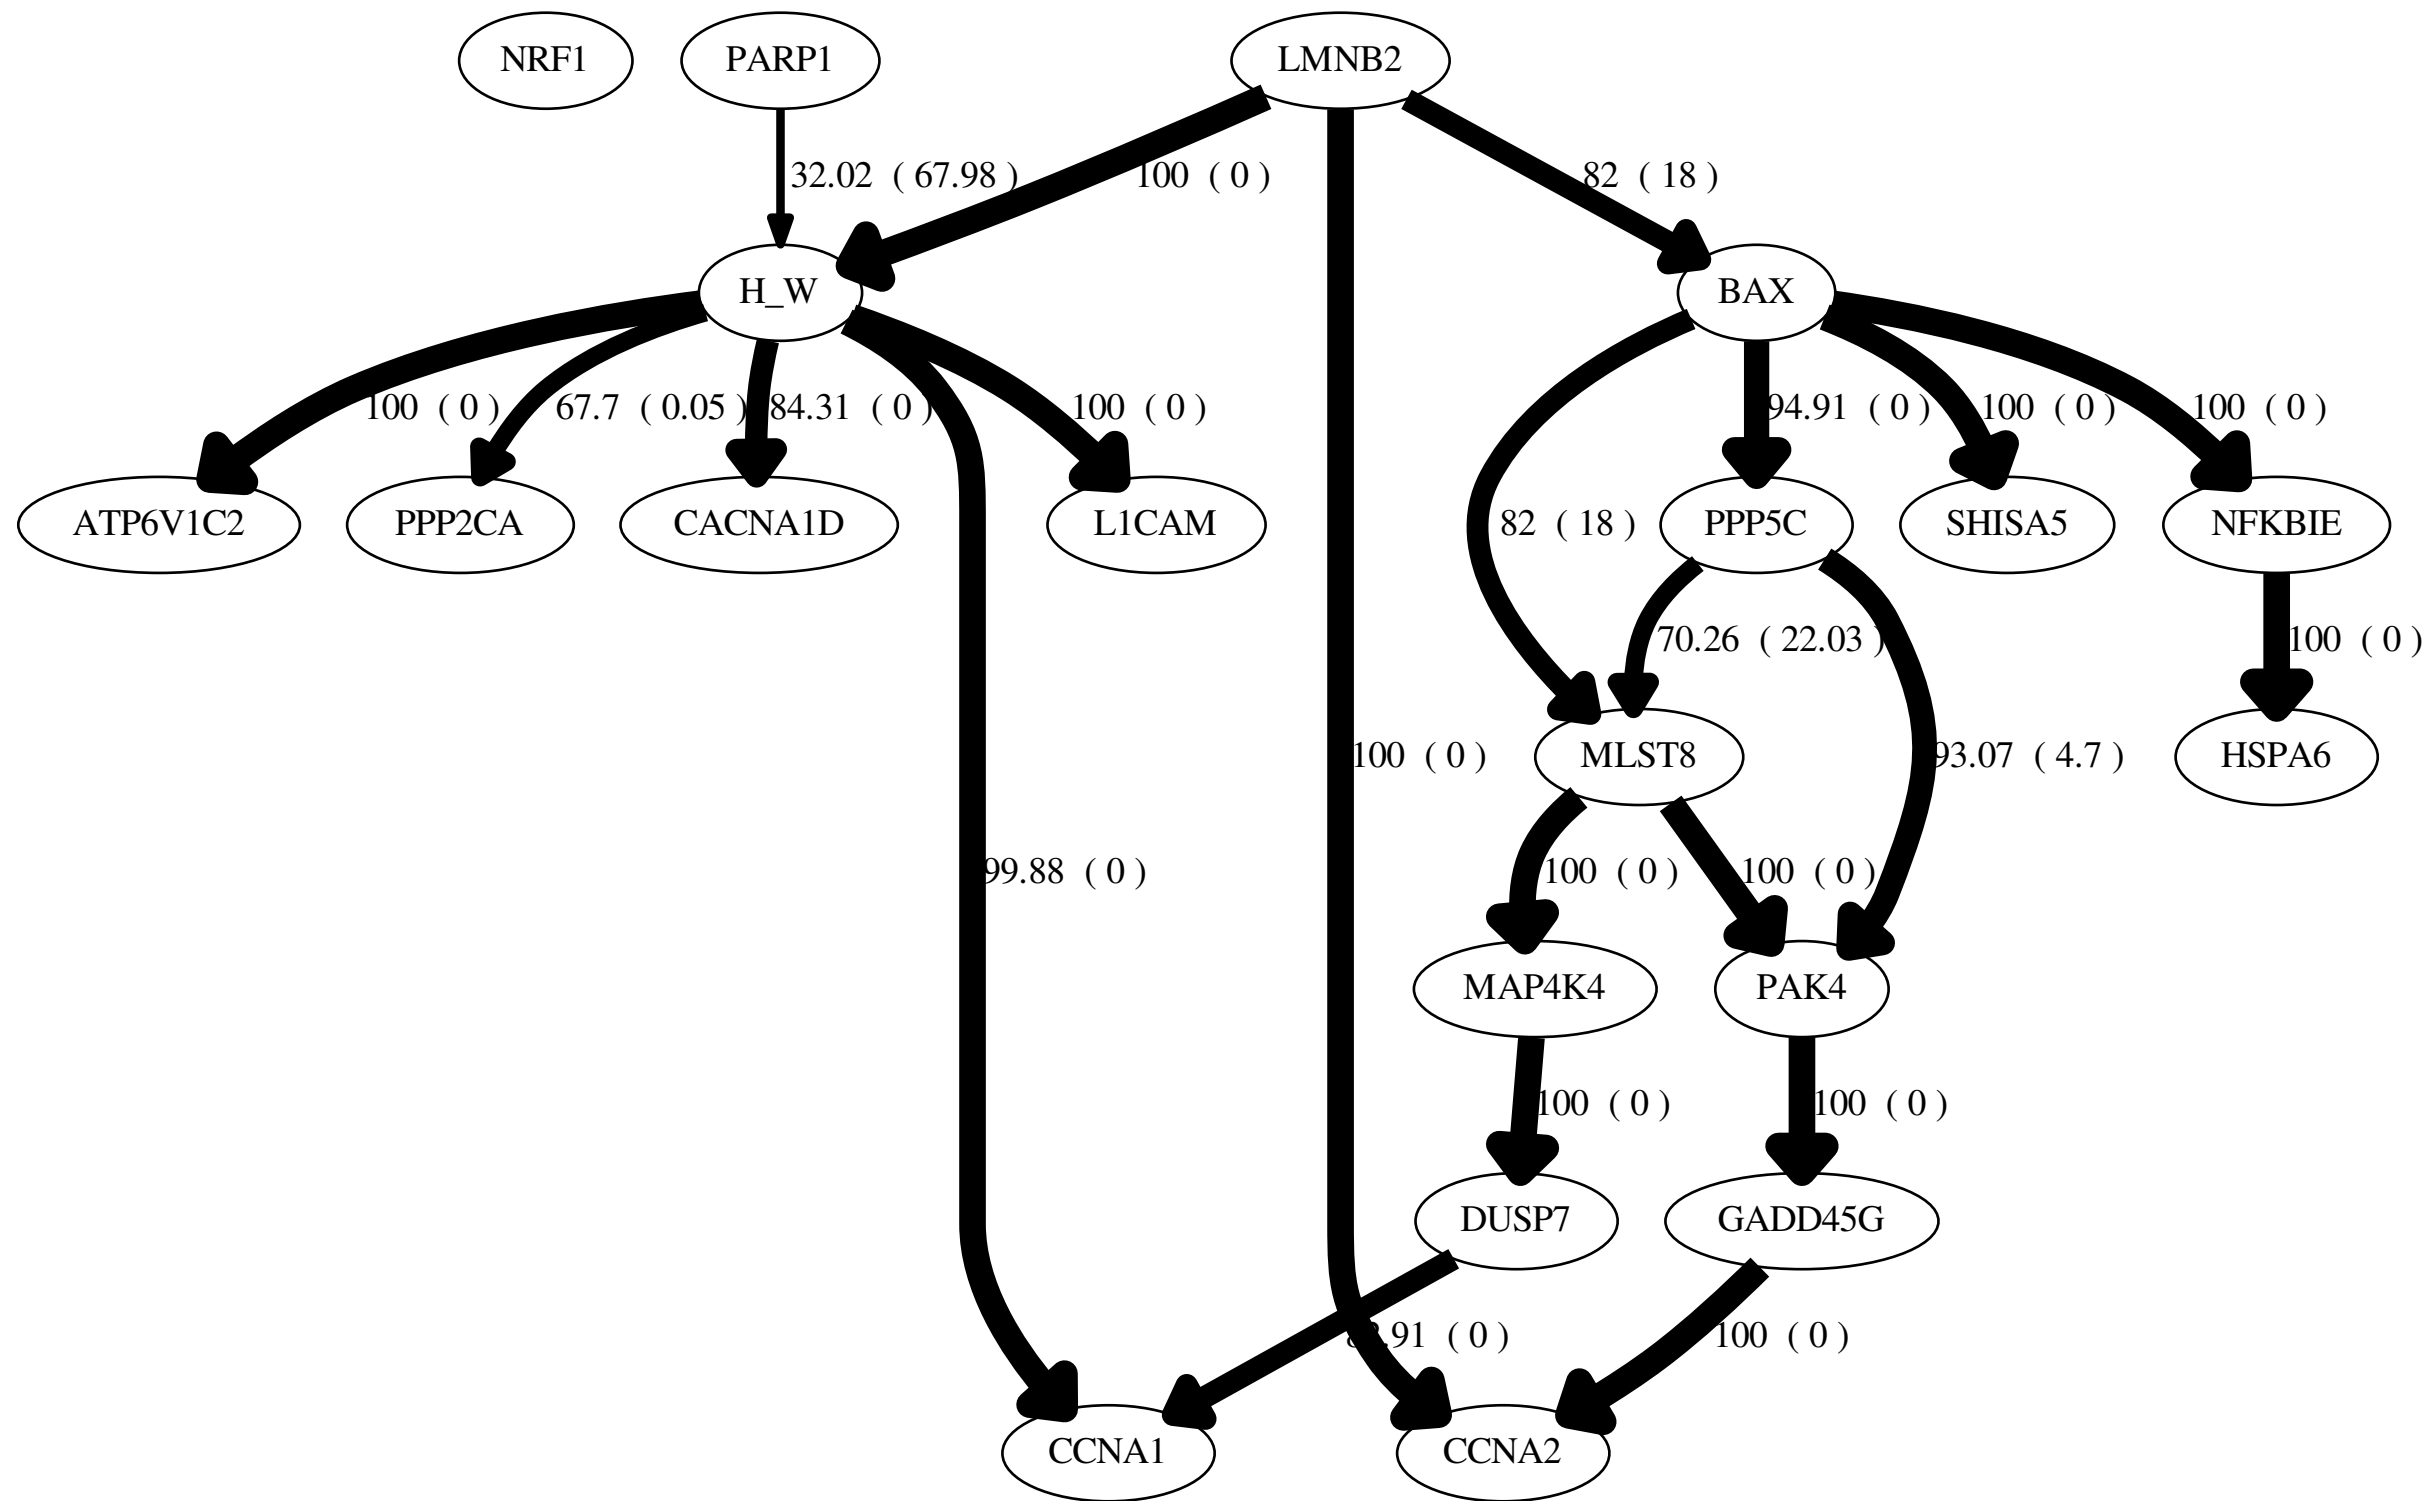 NRF1
PARP1
LMNB2
32.02 ( 67.98 )
100 ( 0 )
82 ( 18 )
H_W
BAX
100 ( 0 )
67.7 ( 0.05 )
84.31 ( 0 )
100 ( 0 )
94.91 ( 0 )
100 ( 0 )
100 ( 0 )
ATP6V1C2
PPP2CA
CACNA1D
L1CAM
82 ( 18 )
PPP5C
SHISA5
NFKBIE
70.26 ( 22.03 )
100 ( 0 )
100 ( 0 )
MLST8
93.07 ( 4.7 )
HSPA6
99.88 ( 0 )
100 ( 0 )
100 ( 0 )
MAP4K4
PAK4
100 ( 0 )
100 ( 0 )
DUSP7
GADD45G
( 0 )
100 ( 0 )
CCNA1
CCNA2